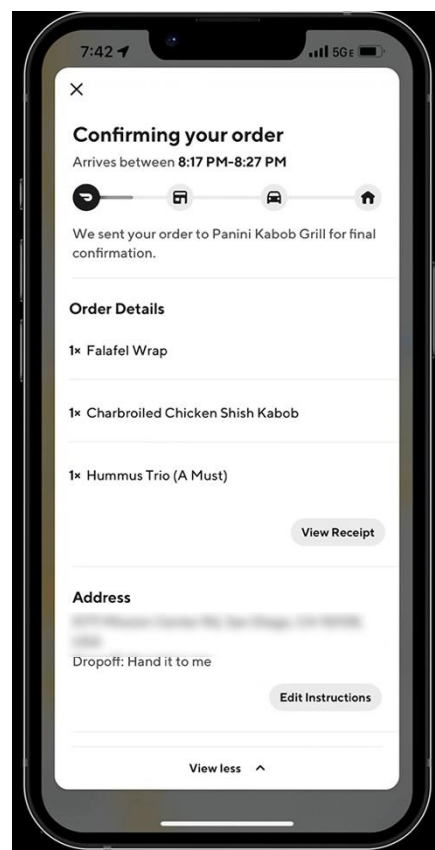 7:42
5GE
Confirming your order
Arrives between 8:17 PM-8:27 PM
We sent your order to Panini Kabob Grill for final
confirmation.
Order Details
1× Falafel Wrap
1× Charbroiled Chicken Shish Kabob
1× Hummus Trio (A Must)
View Receipt
Address
Dropoff: Hand it to me
Edit Instructions
View less